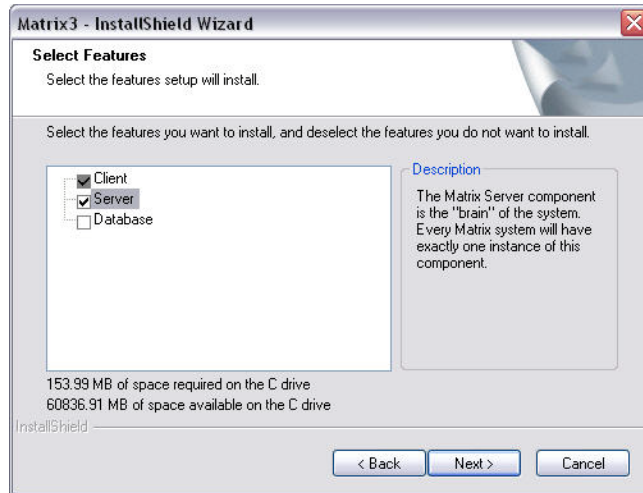 Matrix3 - InstallShield Wizard
Select Features
Select the features setup will install.
Select the features you want to install, and deselect the features you do not want to install.
Client
Server
Database
Description
The Matrix Server component
is the "brain" of the system.
Every Matrix system will have
exactly one instance of this
component.
153.99 MB of space required on the C drive
60836.91 MB of space available on the C drive
InstallShield
< Back
Next >
Cancel